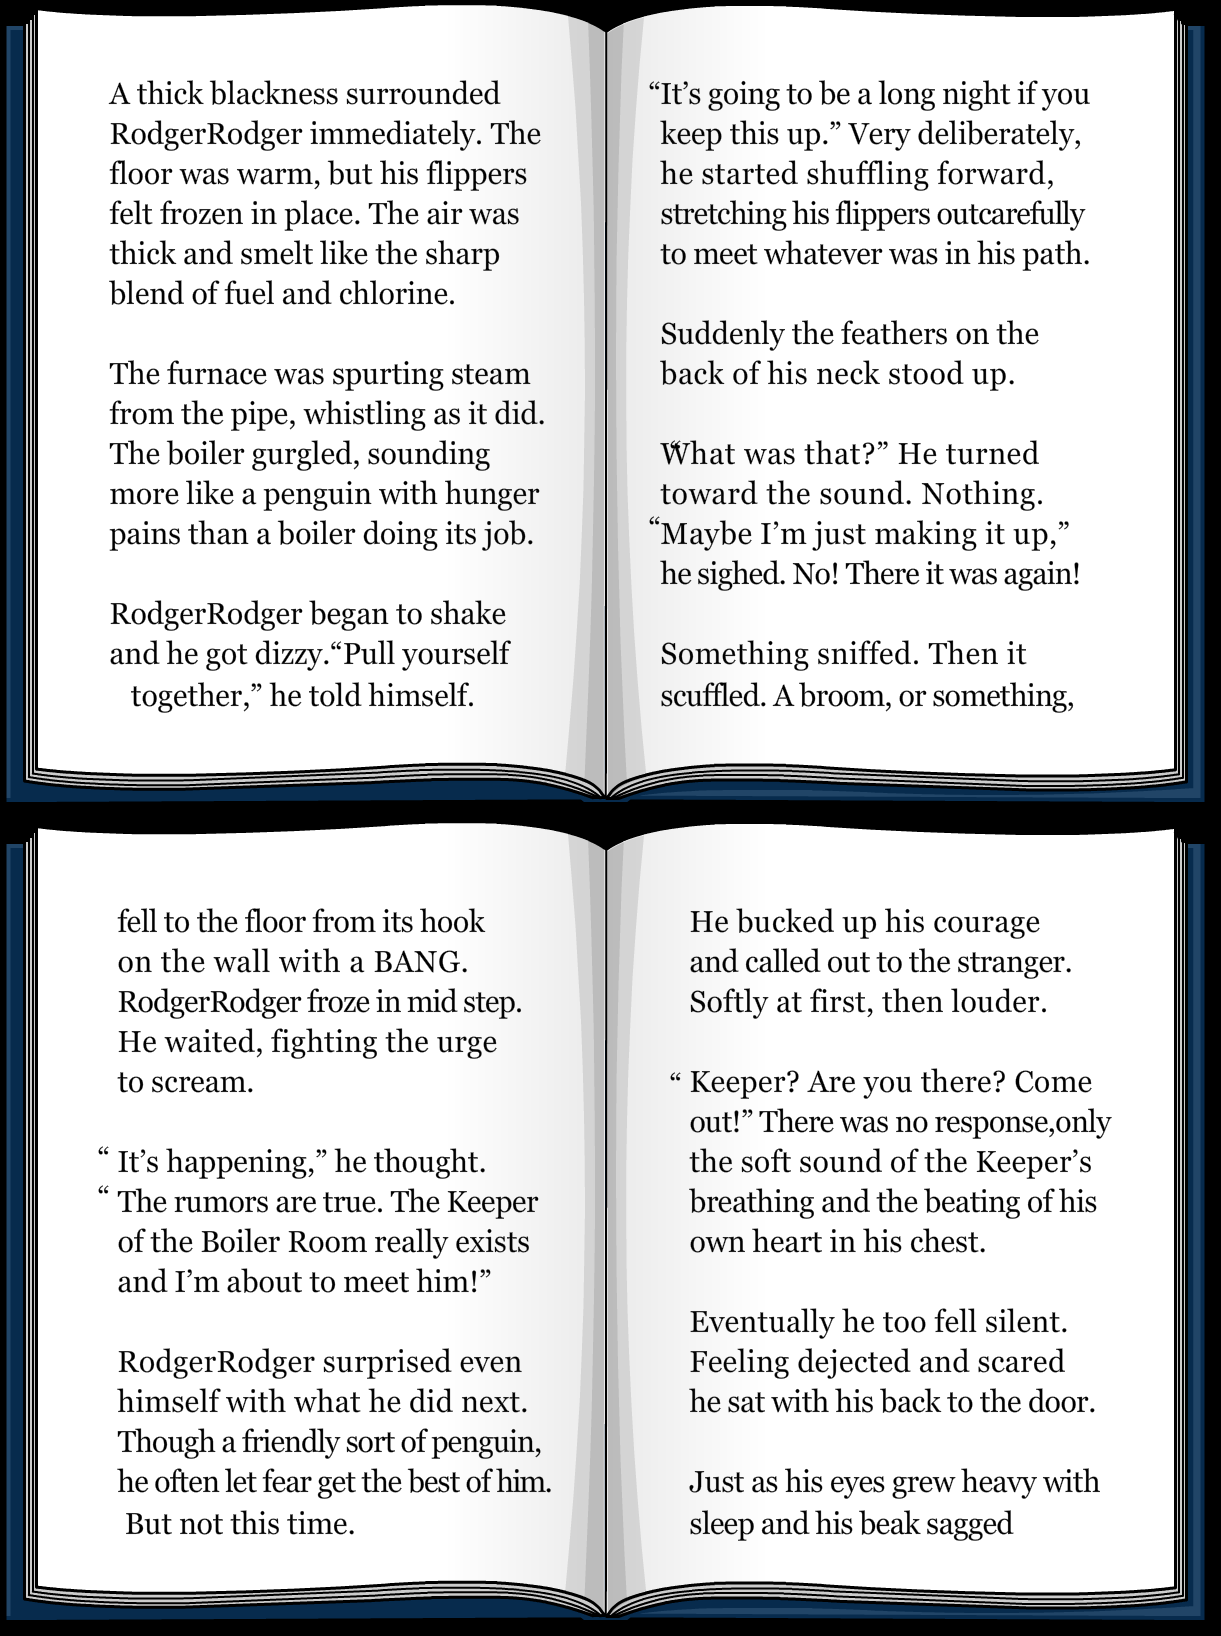 A thick blackness surrounded
RodgerRodger immediately. The
floor was warm, but his flippers
felt frozen in place. The air was
thick and smelt like the sharp
blend of fuel and chlorine.
The furnace was spurting steam
from the pipe, whistling as it did.
The boiler gurgled, sounding
more like a penguin with hunger
pains than a boiler doing its job.
RodgerRodger began to shake
and he got dizzy.“Pull yourself
together,” he told himself.
“It’s going to be a long night if you
keep this up.” Very deliberately,
he started shuffling forward,
stretching his flippers outcarefully
to meet whatever was in his path.
Suddenly the feathers on the
back of his neck stood up.
“What was that?” He turned
toward the sound. Nothing.
“Maybe I’m just making it up,”
he sighed. No! There it was again!
Something sniffed. Then it
scuffled. A broom, or something,
fell to the floor from its hook
on the wall with a BANG.
RodgerRodger froze in mid step.
He waited, fighting the urge
to scream.
“ It’s happening,” he thought.
“ The rumors are true. The Keeper
of the Boiler Room really exists
and I’m about to meet him!”
RodgerRodger surprised even
himself with what he did next.
Though a friendly sort of penguin,
he often let fear get the best of him.
But not this time.
He bucked up his courage
and called out to the stranger.
Softly at first, then louder.
“ Keeper? Are you there? Come
out!” There was no response,only
the soft sound of the Keeper’s
breathing and the beating of his
own heart in his chest.
Eventually he too fell silent.
Feeling dejected and scared
he sat with his back to the door.
Just as his eyes grew heavy with
sleep and his beak sagged